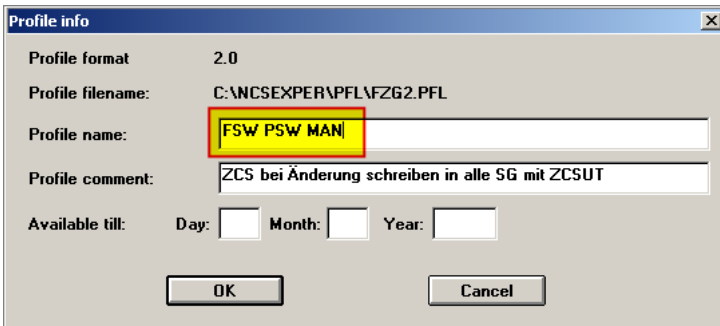 Profile info
Profile format 2.0
Profile filename: C:\NCSEXPER\PFL\FZG2.PFL
Profile name: FSW PSW MAN
Profile comment: ZCS bei Änderung schreiben in alle SG mit ZCSUT
Available till: Day: Month: Year:
OK Cancel